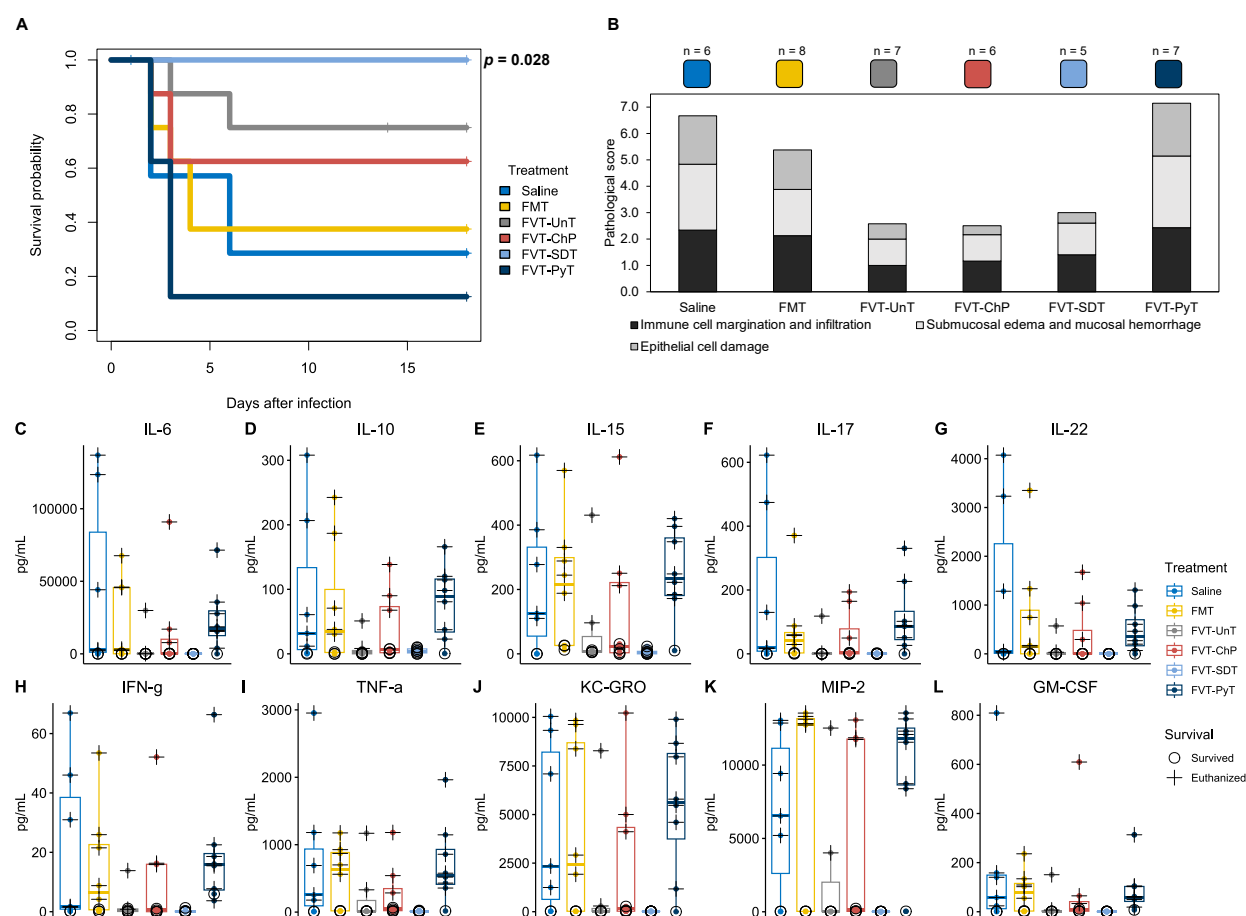 A
p = 0.028
Survival probability
1.0
0.8
0.6
0.4
0.2
0.0
0
5
10
15
Days after infection
Treatment
Saline
FMT
FVT-UnT
FVT-ChP
FVT-SDT
FVT-PyT
B
n = 6
n = 8
n = 7
n = 6
n = 5
n = 7
Pathological score
7.0
6.0
5.0
4.0
3.0
2.0
1.0
0.0
Saline
FMT
FVT-UnT
FVT-ChP
FVT-SDT
FVT-PyT
Immune cell margination and infiltration
Submucosal edema and mucosal hemorrhage
Epithelial cell damage
C
IL-6
pg/mL
100000
50000
0
D
IL-10
pg/mL
300
200
100
0
E
IL-15
pg/mL
600
400
200
0
F
IL-17
pg/mL
600
400
200
0
G
IL-22
pg/mL
4000
3000
2000
1000
0
H
IFN-g
pg/mL
60
40
20
0
I
TNF-a
pg/mL
3000
2000
1000
0
J
KC-GRO
pg/mL
10000
7500
5000
2500
0
K
MIP-2
pg/mL
10000
5000
0
L
GM-CSF
pg/mL
800
600
400
200
0
Treatment
Saline
FMT
FVT-UnT
FVT-ChP
FVT-SDT
FVT-PyT
Survival
Survived
Euthanized